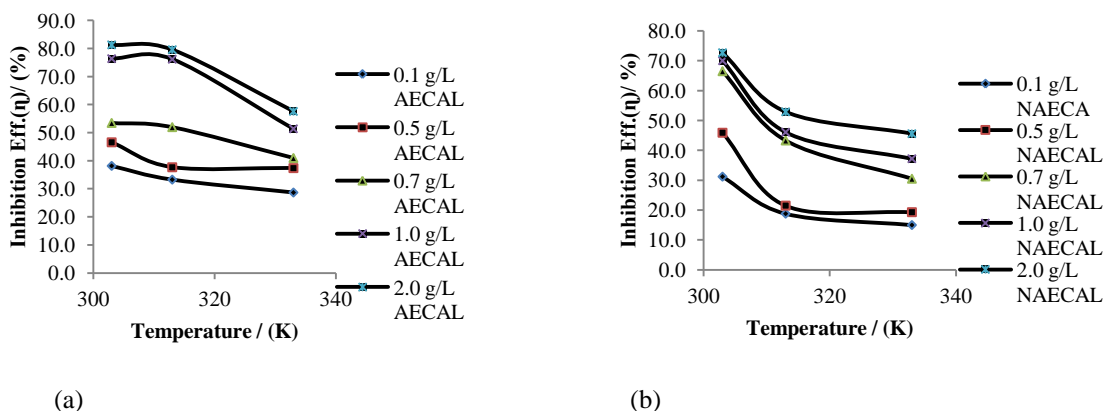 90.0
80.0
70.0
60.0
50.0
40.0
30.0
20.0
10.0
0.0
Inhibition Eff.(η)/ (%)
300
320
340
Temperature / (K)
0.1 g/L
AECAL
0.5 g/L
AECAL
0.7 g/L
AECAL
1.0 g/L
AECAL
2.0 g/L
AECAL
(a)
80.0
70.0
60.0
50.0
40.0
30.0
20.0
10.0
0.0
Inhibition Eff.(η)/ %)
300
320
340
Temperature / (K)
0.1 g/L
NAECA
0.5 g/L
NAECAL
0.7 g/L
NAECAL
1.0 g/L
NAECAL
2.0 g/L
NAECAL
(b)